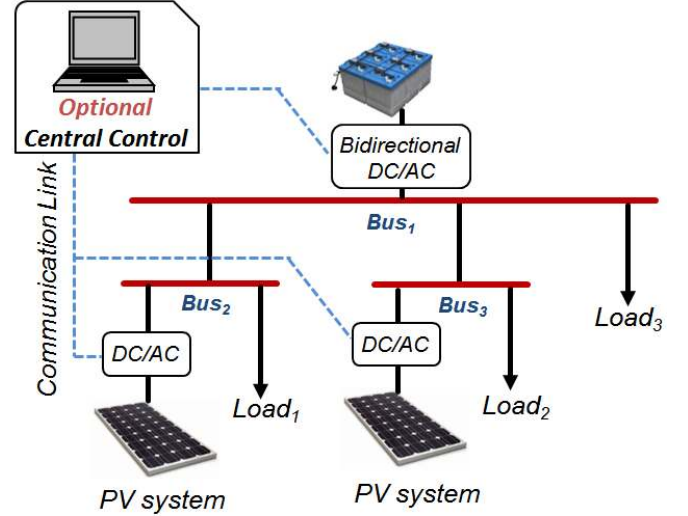 Optional
Central Control
Bidirectional
DC/AC
Communication Link
Bus1
Bus2
Bus3
Load3
DC/AC
DC/AC
Load1
Load2
PV system
PV system